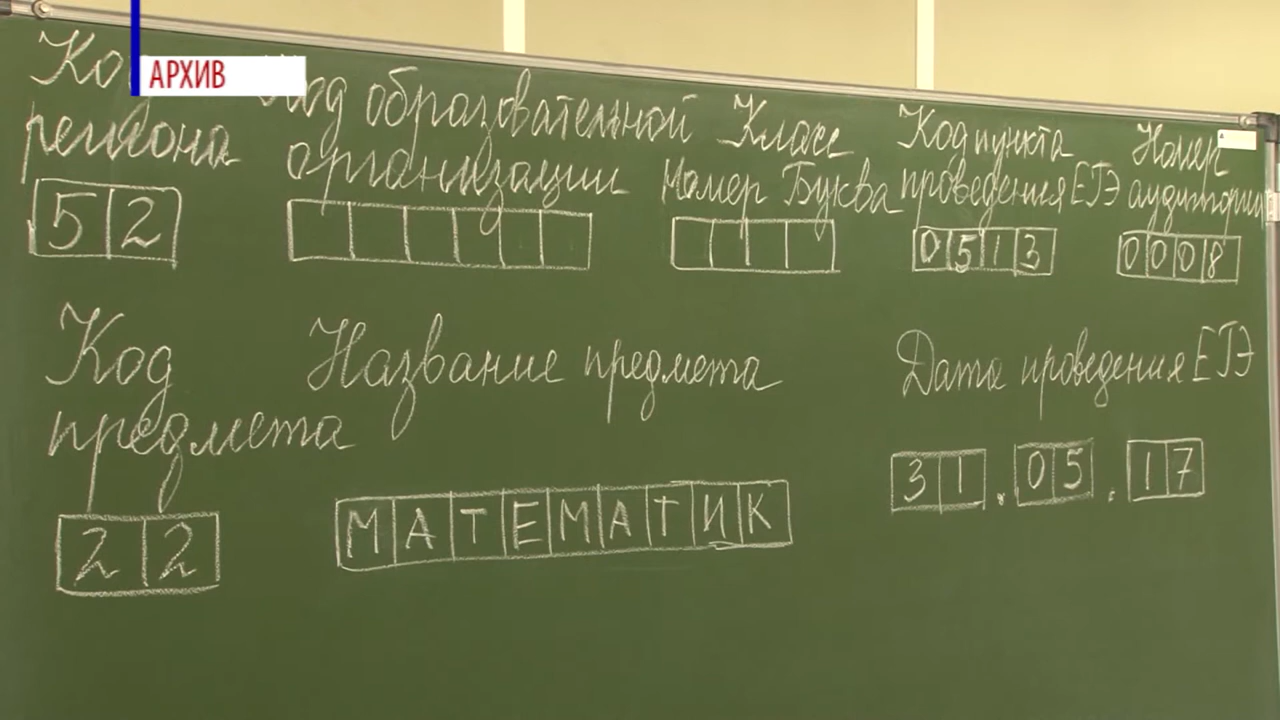 АРХИВ
Код региона
52
Код образовательной организации
Класс
Номер Буква
Код пункта проведения ЕГЭ
0513
Номер аудитории
0008
Код предмета
22
Название предмета
МАТЕМАТИК
Дата проведения ЕГЭ
31.05.17